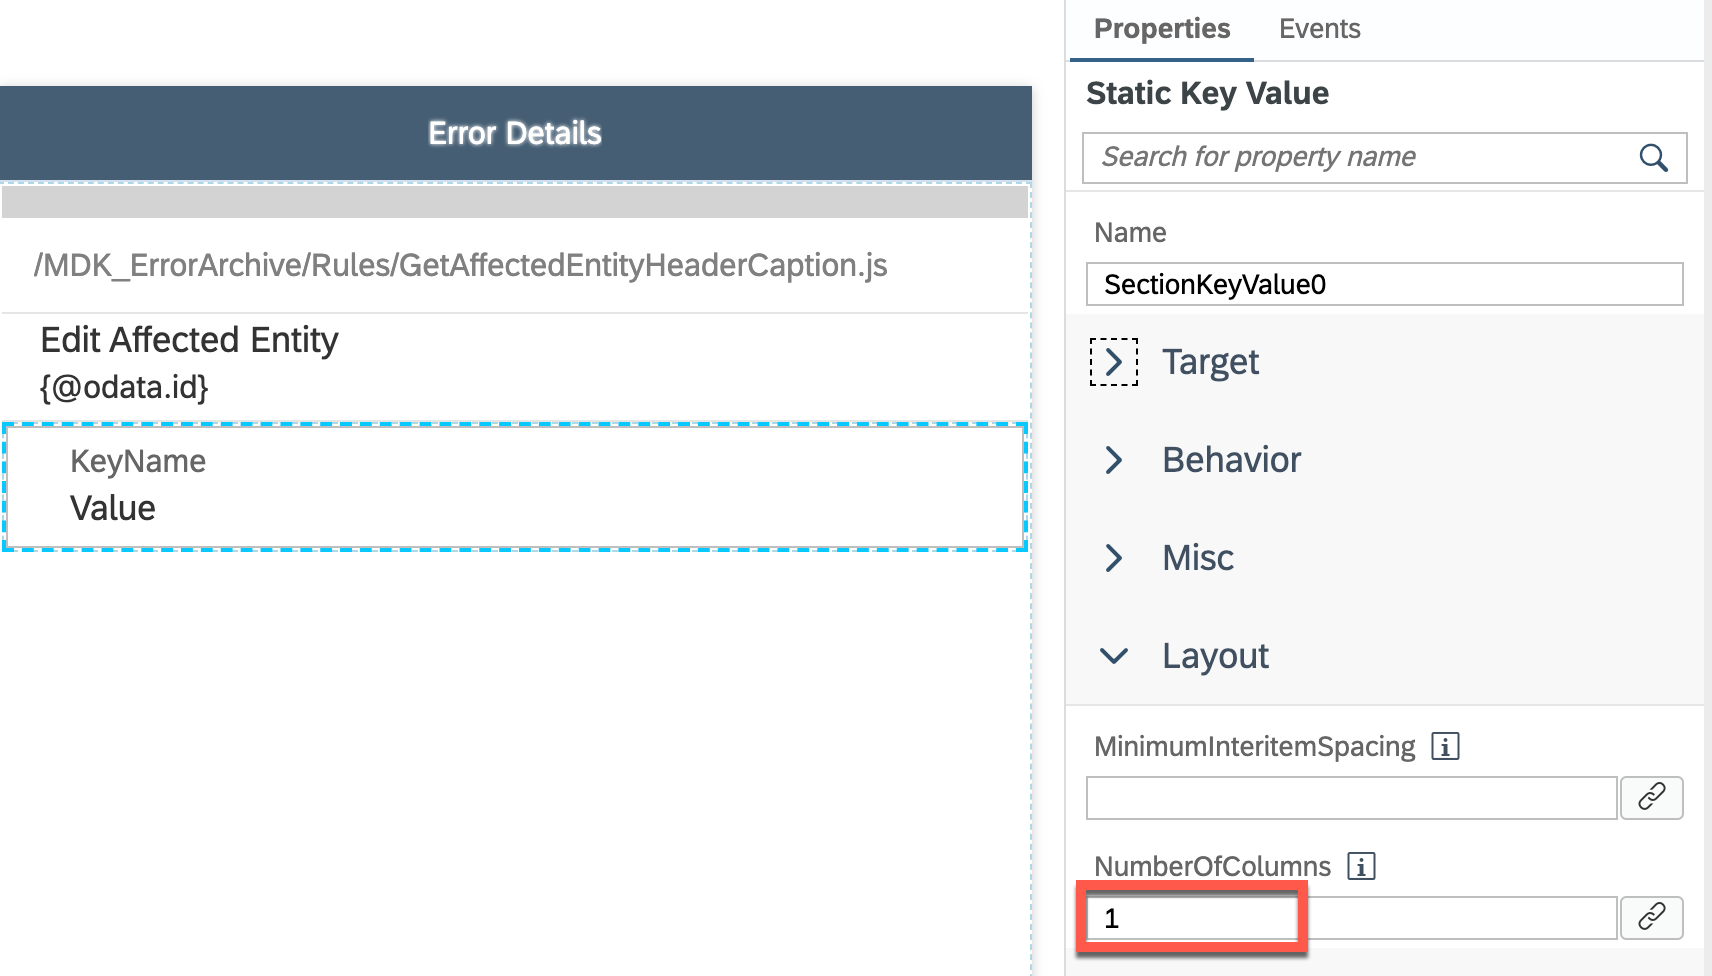 Error Details
/MDK_ErrorArchive/Rules/GetAffectedEntityHeaderCaption.js
Edit Affected Entity
{@odata.id}
KeyName
Value
Properties Events
Static Key Value
Search for property name
Name
SectionKeyValue0
Target
Behavior
Misc
Layout
MinimumInteritemSpacing i
NumberOfColumns i
1